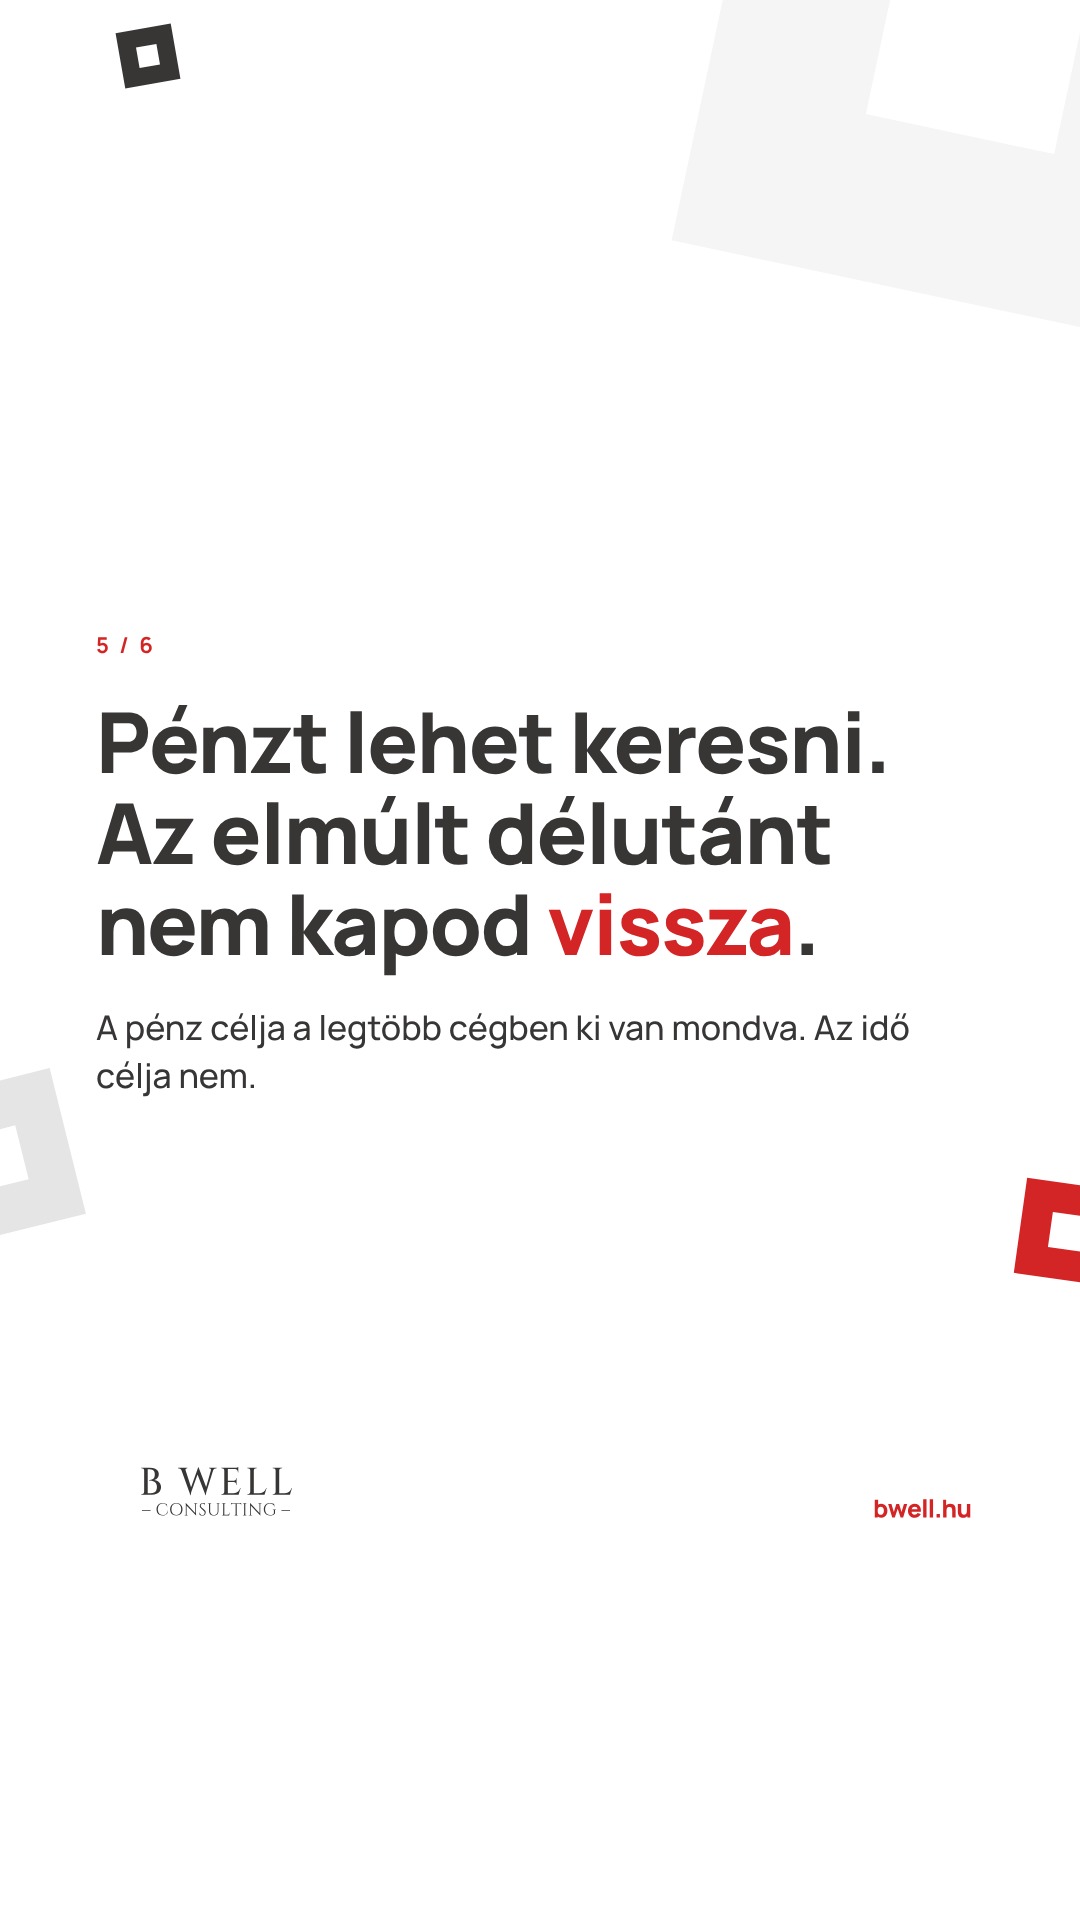 5 / 6
Pénzt lehet keresni.
Az elmúlt délutánt
nem kapod vissza.
A pénz célja a legtöbb cégben ki van mondva. Az idő
célja nem.
B WELL
– CONSULTING –
bwell.hu